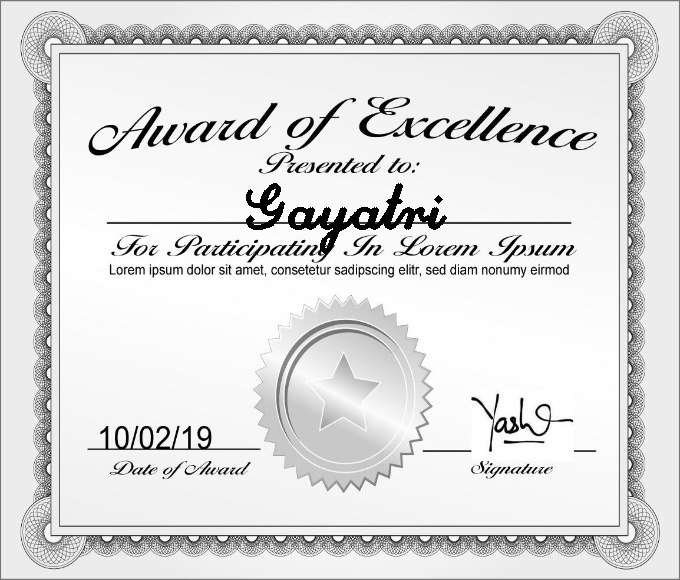 Award of Excellence
Presented to:
Gayatri
For Participating In Lorem Ipsum
Lorem ipsum dolor sit amet, consetetur sadipscing elitr, sed diam nonumy eirmod
10/02/19
Date of Award
Yash
Signature